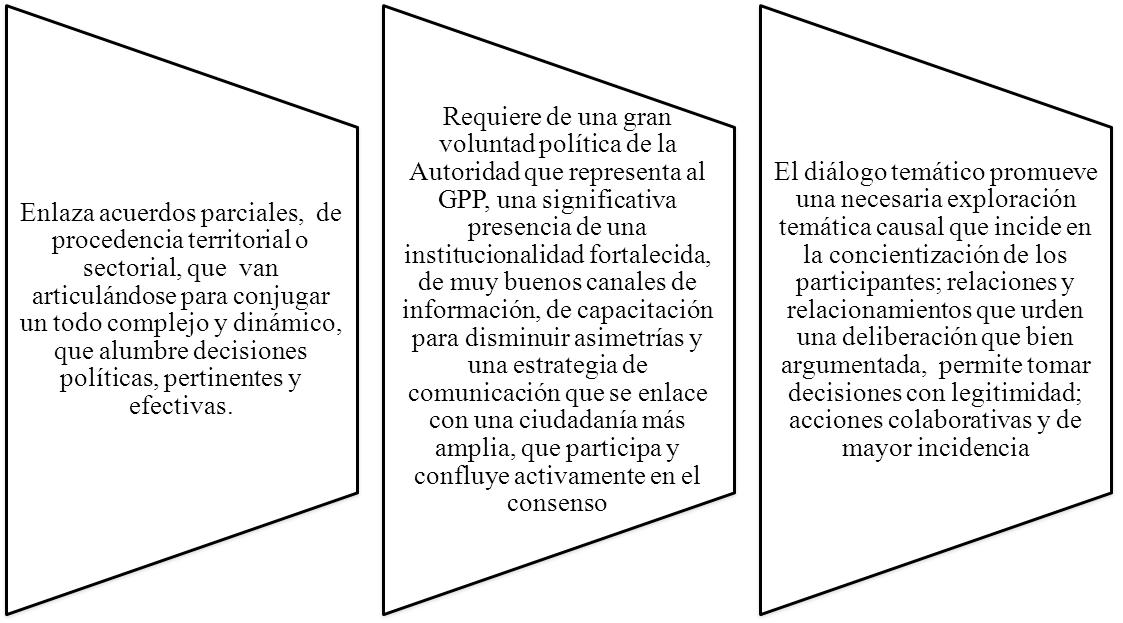 Enlaza acuerdos parciales,  de
procedencia territorial o
sectorial, que  van
articulándose para conjugar
un todo complejo y dinámico,
que alumbre decisiones
políticas, pertinentes y
efectivas.
Requiere de una gran
voluntad política de la
Autoridad que representa al
GPP, una significativa
presencia de una
institucionalidad fortalecida,
de muy buenos canales de
información, de capacitación
para disminuir asimetrías y
una estrategia de
comunicación que se enlace
con una ciudadanía más
amplia, que participa y
confluye activamente en el
consenso
El diálogo temático promueve
una necesaria exploración
temática causal que incide en
la concientización de los
participantes; relaciones y
relacionamientos que urden
una deliberación que bien
argumentada,  permite tomar
decisiones con legitimidad;
acciones colaborativas y de
mayor incidencia